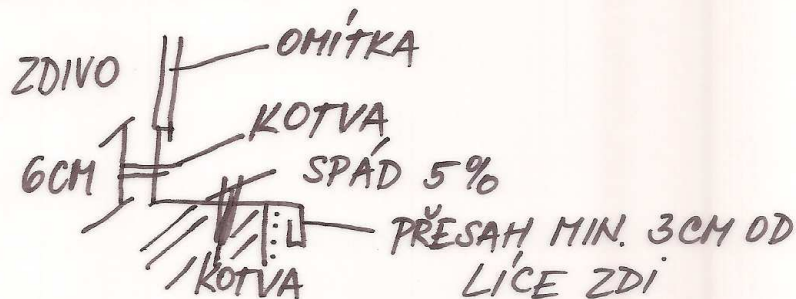 OMÍTKA
ZDIVO
KOTVA
6CM
SPÁD 5%
PŘESAH MIN. 3CM OD
LÍCE ZDI
KOTVA